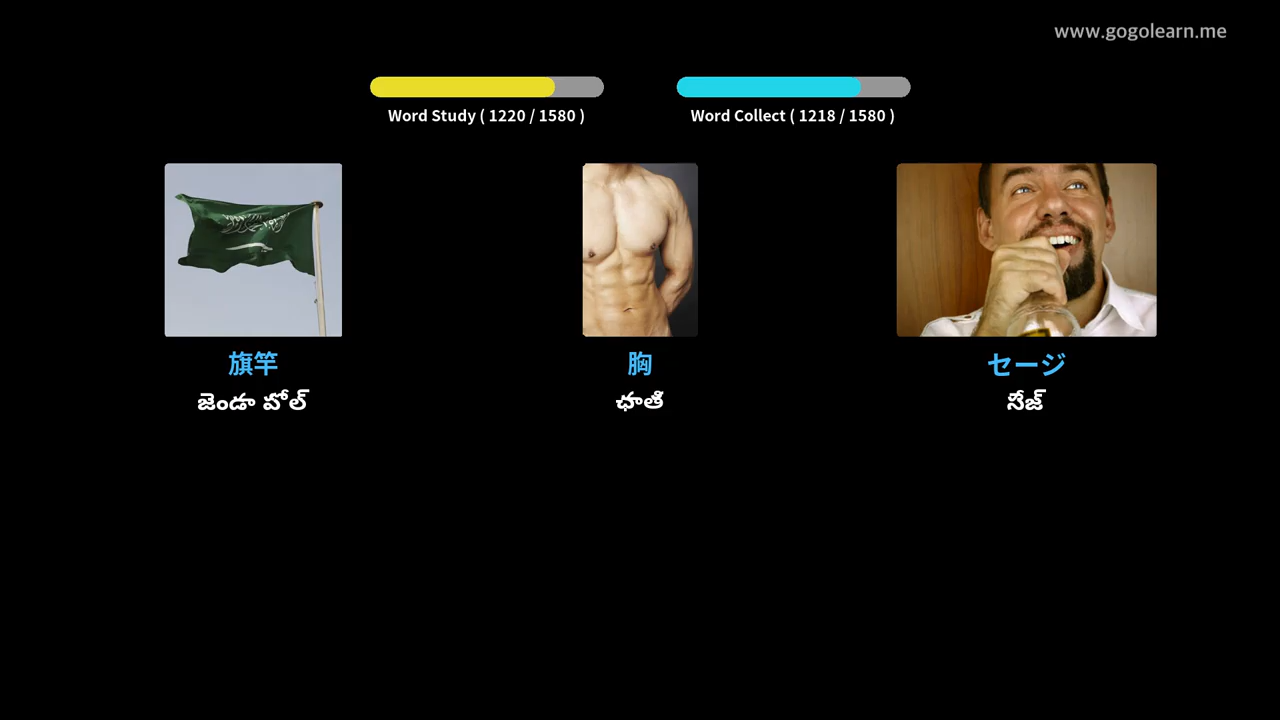 www.gogolearn.me
Word Study ( 1220 / 1580 )
Word Collect ( 1218 / 1580 )
旗竿
胸
セージ
జెండా పోల్
ఛాతీ
సేజ్